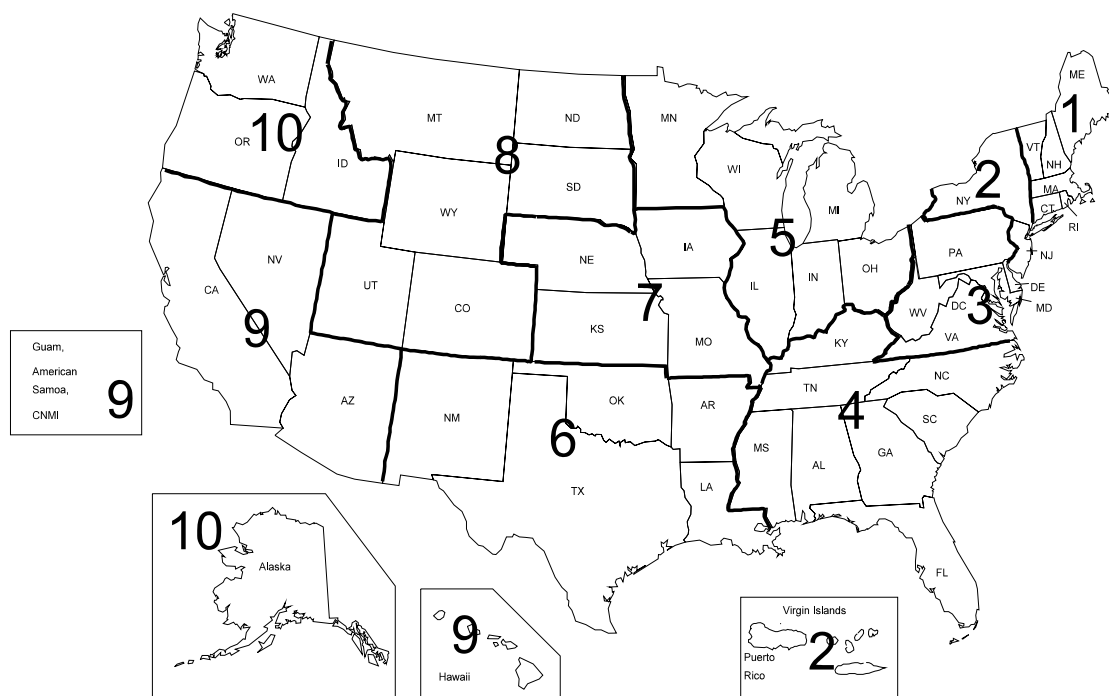 WA
MT
ND
MN
ME
1
OR
10
ID
8
SD
WI
MI
VT
NH
2
NY
MA
CT
RI
WY
IA
5
NV
NE
PA
NJ
CA
UT
CO
7
IL
IN
OH
DE
MD
WV
DC
3
VA
9
KS
MO
KY
Guam,
American
Samoa,
CNMI
9
AZ
NM
OK
6
AR
TN
4
NC
SC
MS
AL
GA
TX
LA
FL
10
Alaska
9
Hawaii
Virgin Islands
Puerto
Rico
2